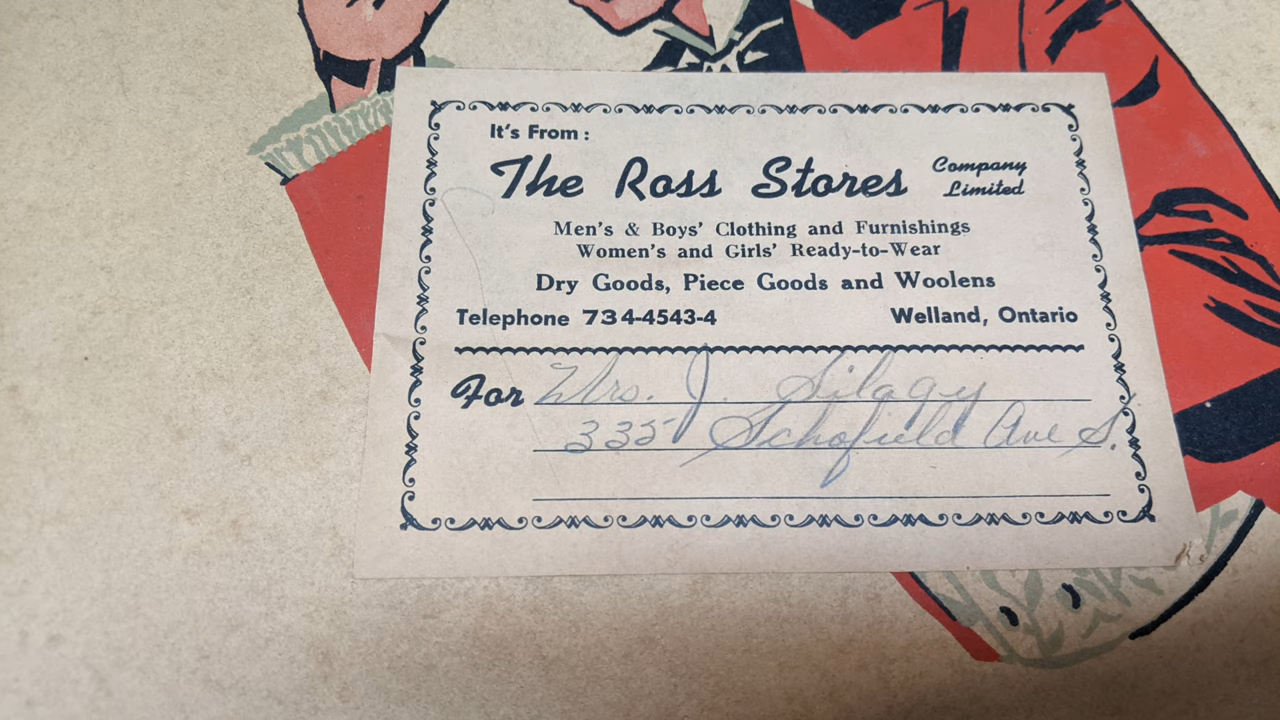 It's From:
The Ross Stores Company Limited
Men's & Boys' Clothing and Furnishings
Women's and Girls' Ready-to-Wear
Dry Goods, Piece Goods and Woolens
Telephone 734-4543-4 Welland, Ontario
For Mrs. J. Silagy
335 Schofield Ave S.